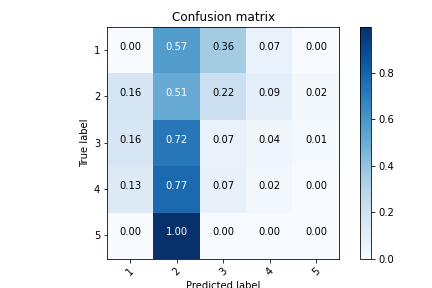 Confusion matrix
1 0.00 0.57 0.36 0.07 0.00
2 0.16 0.51 0.22 0.09 0.02
3 0.16 0.72 0.07 0.04 0.01
4 0.13 0.77 0.07 0.02 0.00
5 0.00 1.00 0.00 0.00 0.00
1 2 3 4 5
True label
Predicted label
0.8
0.6
0.4
0.2
0.0